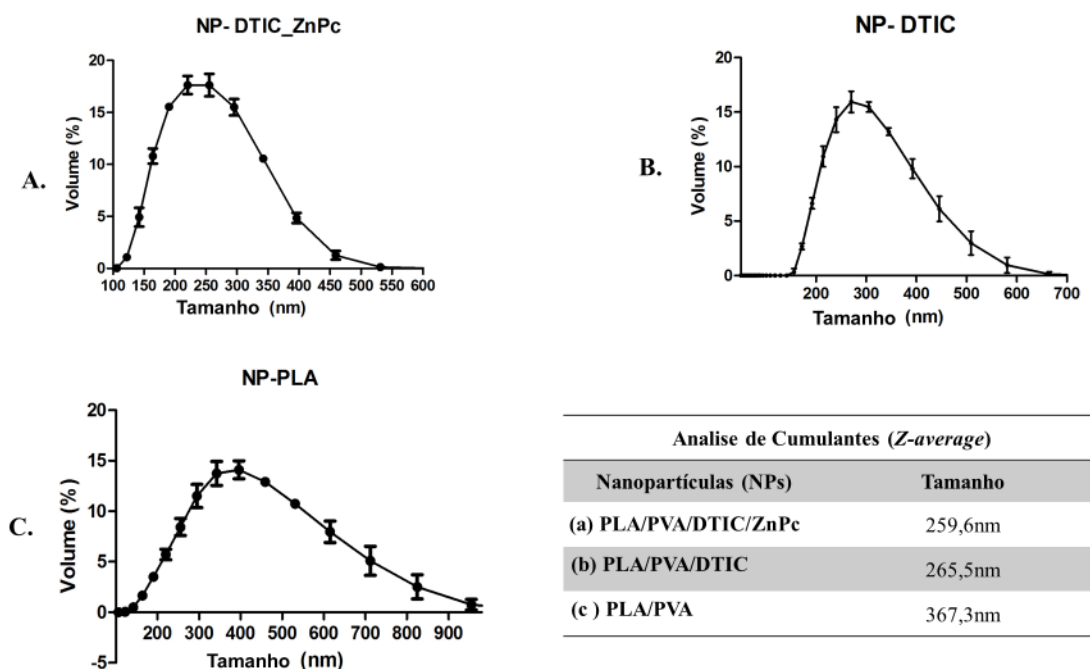 NP- DTIC_ZnPc
A.
Volume (%)
20
15
10
5
0
100 150 200 250 300 350 400 450 500 550 600
Tamanho (nm)
NP- DTIC
B.
Volume (%)
20
15
10
5
0
200 300 400 500 600 700
Tamanho (nm)
NP-PLA
C.
Volume (%)
20
15
10
5
0
-5
200 300 400 500 600 700 800 900
Tamanho (nm)
Analise de Cumulantes (Z-average)
Nanopartículas (NPs) Tamanho
(a) PLA/PVA/DTIC/ZnPc 259,6nm
(b) PLA/PVA/DTIC 265,5nm
(c ) PLA/PVA 367,3nm